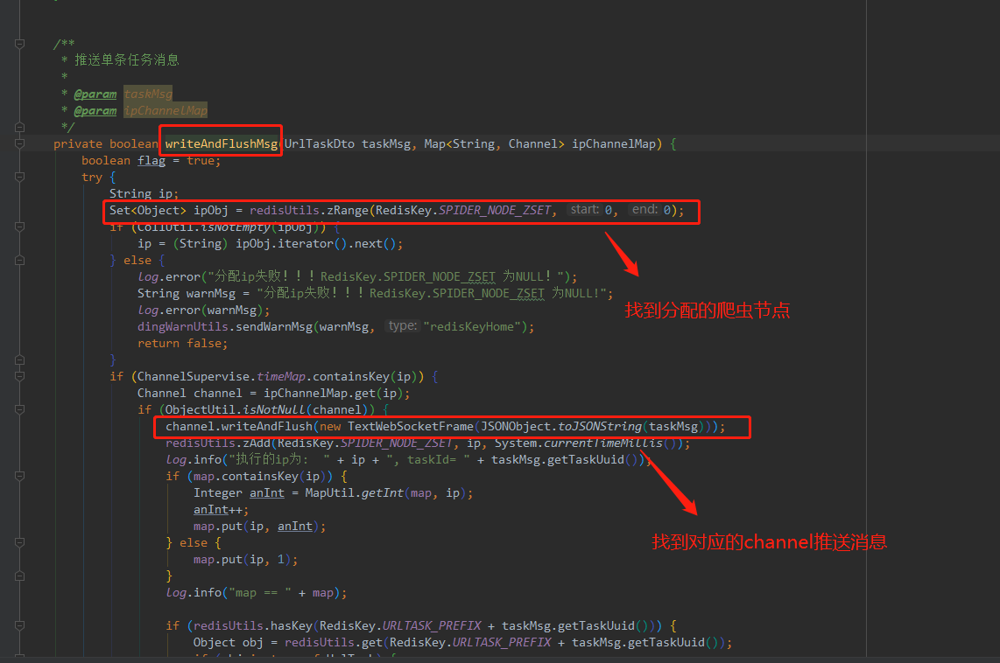 /**
* 推送单条任务消息
*
* @param taskMsg
* @param ipChannelMap
*/
private boolean writeAndFlushMsg(UrlTaskDto taskMsg, Map<String, Channel> ipChannelMap) {
boolean flag = true;
try {
String ip;
Set<Object> ipObj = redisUtils.zRange(RedisKey.SPIDER_NODE_ZSET, start: 0, end: 0);
if (CollUtil.isNotEmpty(ipObj)) {
ip = (String) ipObj.iterator().next();
} else {
log.error("分配ip失败！！！RedisKey.SPIDER_NODE_ZSET 为NULL！");
String warnMsg = "分配ip失败！！！RedisKey.SPIDER_NODE_ZSET 为NULL!";
log.error(warnMsg);
找到分配的爬虫节点
dingWarnUtils.sendWarnMsg(warnMsg, type: "redisKeyHome");
return false;
}
if (ChannelSupervise.timeMap.containsKey(ip)) {
Channel channel = ipChannelMap.get(ip);
if (ObjectUtil.isNotNull(channel)) {
channel.writeAndFlush(new TextWebSocketFrame(JSONObject.toJSONString(taskMsg)));
redisUtils.zAdd(RedisKey.SPIDER_NODE_ZSET, ip, System.currentTimeMillis());
log.info("执行的ip为： " + ip + ", taskId= " + taskMsg.getTaskUuid());
if (map.containsKey(ip)) {
Integer anInt = MapUtil.getInt(map, ip);
anInt++;
map.put(ip, anInt);
} else {
找到对应的channel推送消息
map.put(ip, 1);
}
log.info("map == " + map);
if (redisUtils.hasKey(RedisKey.URLTASK_PREFIX + taskMsg.getTaskUuid())) {
Object obj = redisUtils.get(RedisKey.URLTASK_PREFIX + taskMsg.getTaskUuid());